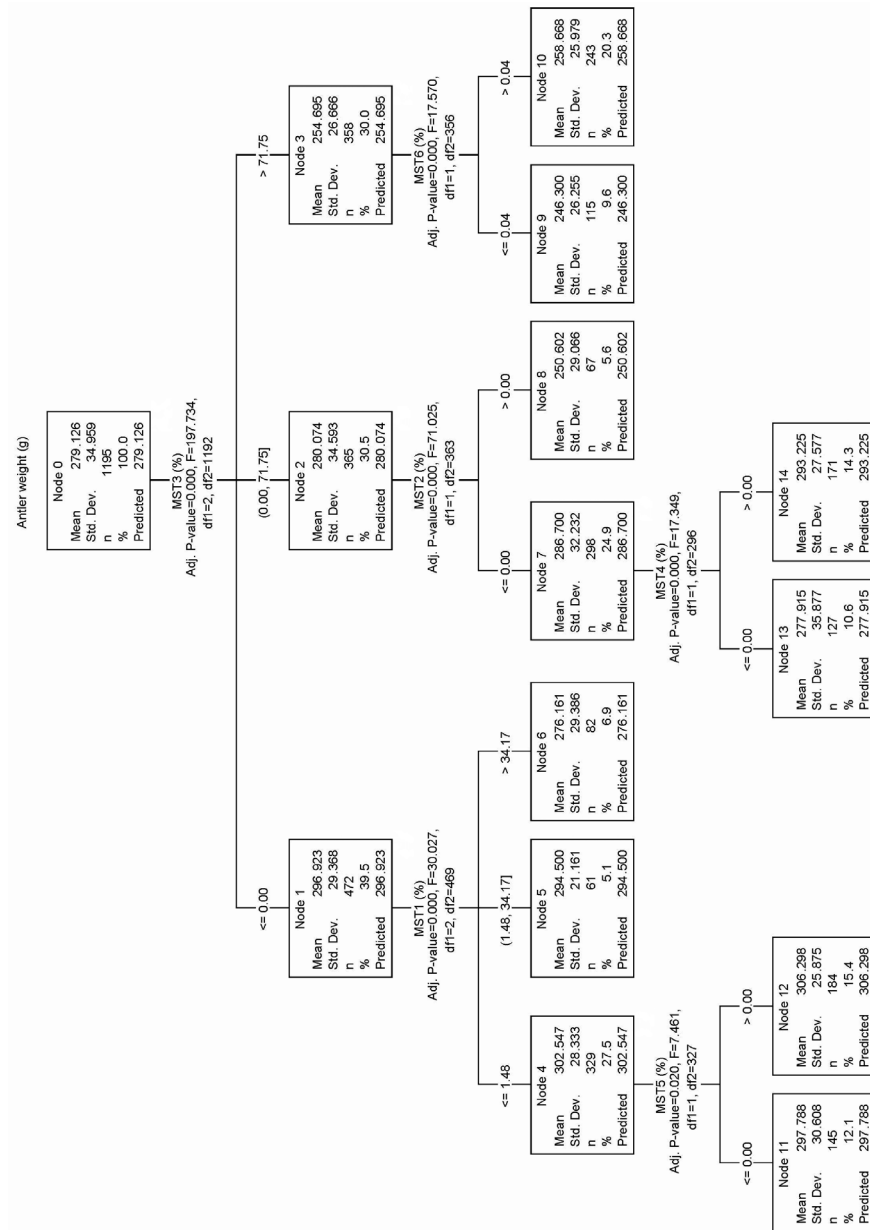 Antler weight (g)
Node 0
Mean 279.126
Std. Dev. 34.959
n 1195
% 100.0
Predicted 279.126
MST3 (%)
Adj. P-value=0.000, F=197.734,
df1=2, df2=1192
<= 0.00
(0.00, 71.75]
> 71.75
Node 1
Mean 296.923
Std. Dev. 29.368
n 472
% 39.5
Predicted 296.923
Node 2
Mean 280.074
Std. Dev. 34.593
n 365
% 30.5
Predicted 280.074
Node 3
Mean 254.695
Std. Dev. 26.666
n 358
% 30.0
Predicted 254.695
MST1 (%)
Adj. P-value=0.000, F=30.027,
df1=2, df2=469
MST2 (%)
Adj. P-value=0.000, F=71.025,
df1=1, df2=363
MST6 (%)
Adj. P-value=0.000, F=17.570,
df1=1, df2=356
<= 1.48
(1.48, 34.17]
> 34.17
<= 0.00
> 0.00
<= 0.04
> 0.04
Node 4
Mean 302.547
Std. Dev. 28.333
n 329
% 27.5
Predicted 302.547
Node 5
Mean 294.500
Std. Dev. 21.161
n 61
% 5.1
Predicted 294.500
Node 6
Mean 276.161
Std. Dev. 29.386
n 82
% 6.9
Predicted 276.161
Node 7
Mean 286.700
Std. Dev. 32.232
n 298
% 24.9
Predicted 286.700
Node 8
Mean 250.602
Std. Dev. 29.066
n 67
% 5.6
Predicted 250.602
Node 9
Mean 246.300
Std. Dev. 26.255
n 115
% 9.6
Predicted 246.300
Node 10
Mean 258.668
Std. Dev. 25.979
n 243
% 20.3
Predicted 258.668
MST5 (%)
Adj. P-value=0.020, F=7.461,
df1=1, df2=327
MST4 (%)
Adj. P-value=0.000, F=17.349,
df1=1, df2=296
<= 0.00
> 0.00
<= 0.00
> 0.00
Node 11
Mean 297.788
Std. Dev. 30.608
n 145
% 12.1
Predicted 297.788
Node 12
Mean 306.298
Std. Dev. 25.875
n 184
% 15.4
Predicted 306.298
Node 13
Mean 277.915
Std. Dev. 35.877
n 127
% 10.6
Predicted 277.915
Node 14
Mean 293.225
Std. Dev. 27.577
n 171
% 14.3
Predicted 293.225